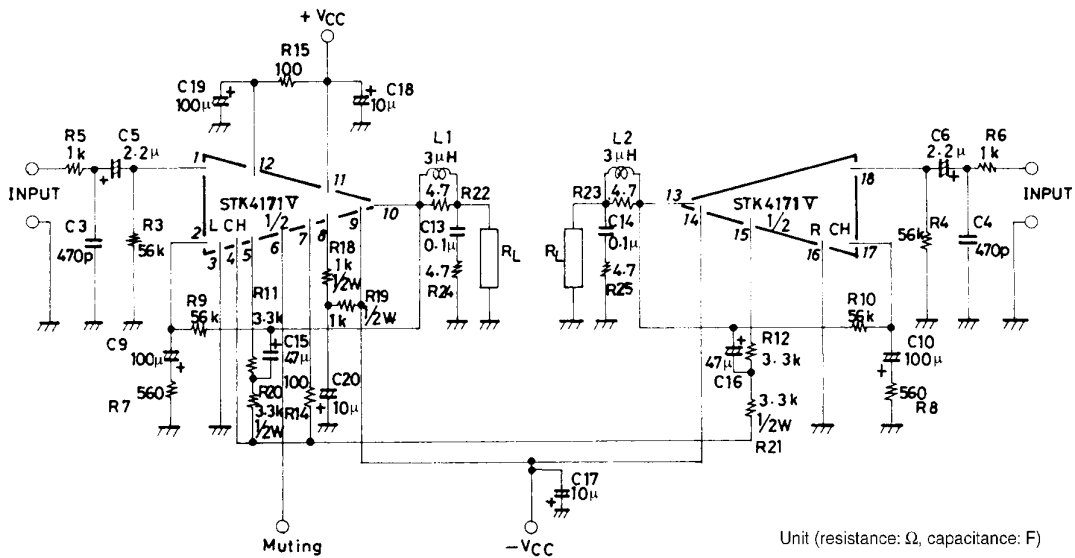 + VCC
R15
100
C19
100μ
+
+
C18
10μ
R5
1k
C5
2.2μ
+
1
12
11
L1
3μH
4.7
R22
L2
3μH
4.7
R23
13
14
C6
2.2μ
+
R6
1k
18
INPUT
INPUT
STK4171V
1/2
L CH
10
9
8
7
6
5
4
3
2
STK4171V
1/2
R CH
15
16
17
C3
470p
R3
56k
R4
56k
C4
470p
C13
0.1μ
4.7
R24
RL
RL
C14
0.1μ
4.7
R25
R18
1k
1/2W
R19
1/2W
1k
R9
56k
R11
3.3k
C15
47μ
+
R10
56k
C9
100μ
+
R7
560
R20
3.3k
1/2W
100
R14
C20
10μ
+
47μ
+
C16
R12
3.3k
3.3k
1/2W
R21
C10
100μ
+
560
R8
C17
10μ
+
Muting
−VCC
Unit (resistance: Ω, capacitance: F)